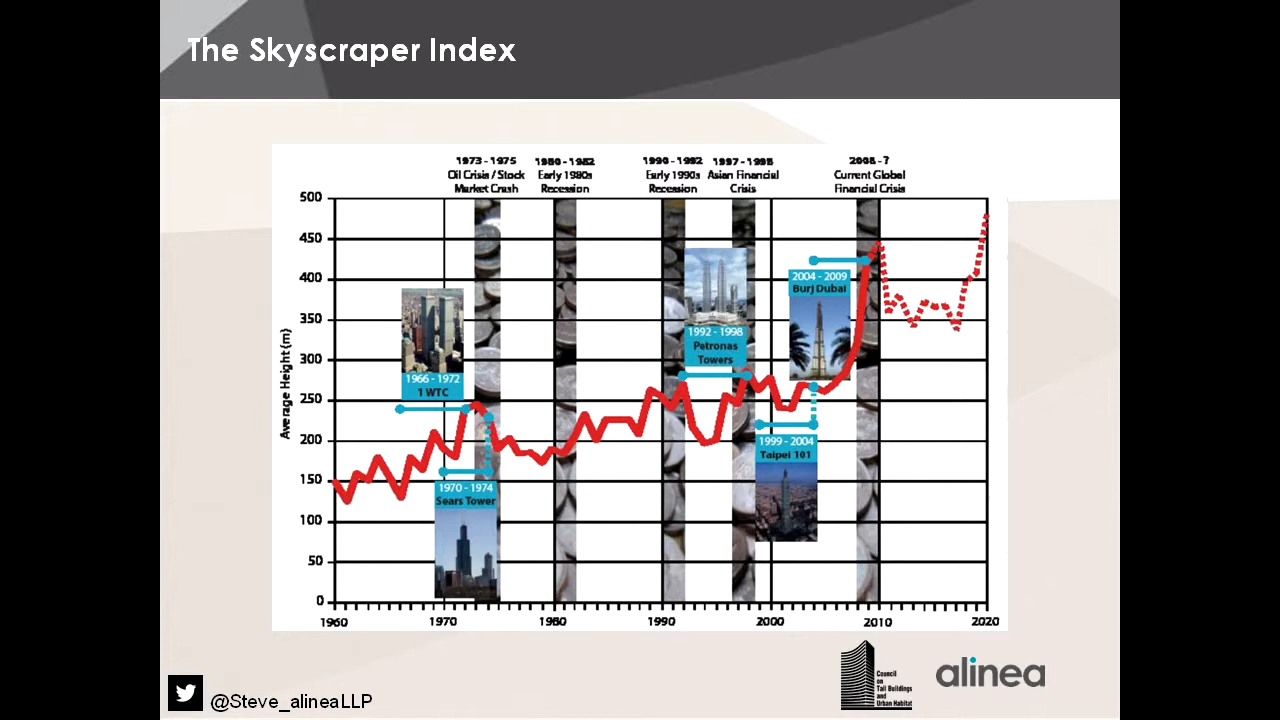 The Skyscraper Index
1973 - 1975
Oil Crisis / Stock
Market Crash
1980 - 1982
Early 1980s
Recession
1990 - 1992
Early 1990s
Recession
1997 - 1998
Asian Financial
Crisis
2008 - ?
Current Global
Financial Crisis
Average Height (m)
500
450
400
350
300
250
200
150
100
50
0
1960
1970
1980
1990
2000
2010
2020
1966 - 1972
1 WTC
1970 - 1974
Sears Tower
1992 - 1998
Petronas
Towers
1999 - 2004
Taipei 101
2004 - 2009
Burj Dubai
@Steve_alineaLLP
Council
on
Tall Buildings
and
Urban Habitat
alinea